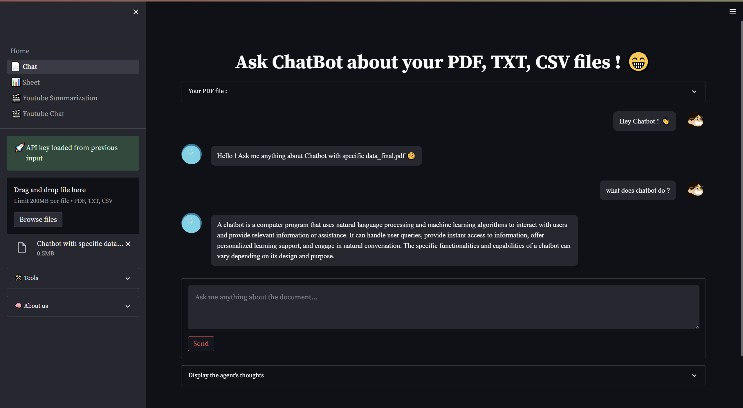 Home
Chat
Sheet
Youtube Summarization
Youtube Chat
API key loaded from previous
input
Drag and drop file here
Limit 200MB per file • PDF, TXT, CSV
Browse files
Chatbot with specific data...
0.5MB
Tools
About us
Ask ChatBot about your PDF, TXT, CSV files !
Your PDF file :
Hey Chatbot !
Hello ! Ask me anything about Chatbot with specific data_final.pdf
what does chatbot do ?
A chatbot is a computer program that uses natural language processing and machine learning algorithms to interact with users
and provide relevant information or assistance. It can handle user queries, provide instant access to information, offer
personalized learning support, and engage in natural conversation. The specific functionalities and capabilities of a chatbot can
vary depending on its design and purpose.
Ask me anything about the document...
Send
Display the agent's thoughts